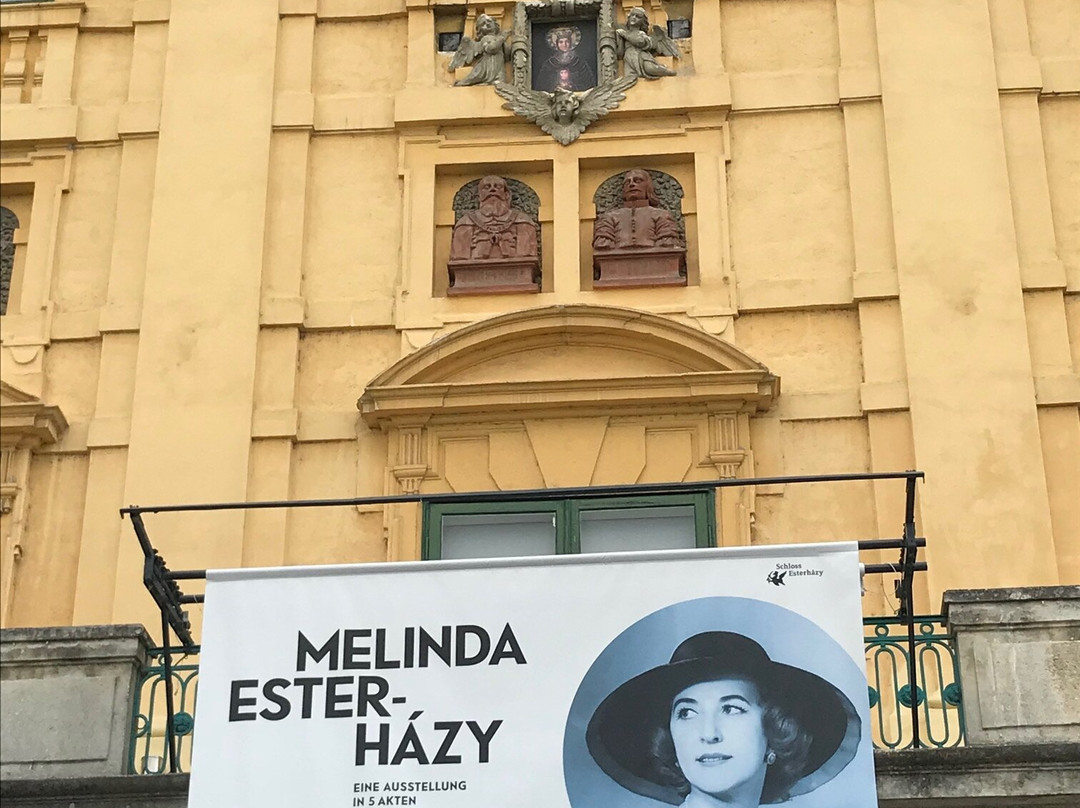 Schloss
Esterházy
MELINDA
ESTER-
HÁZY
EINE AUSSTELLUNG
IN 5 AKTEN